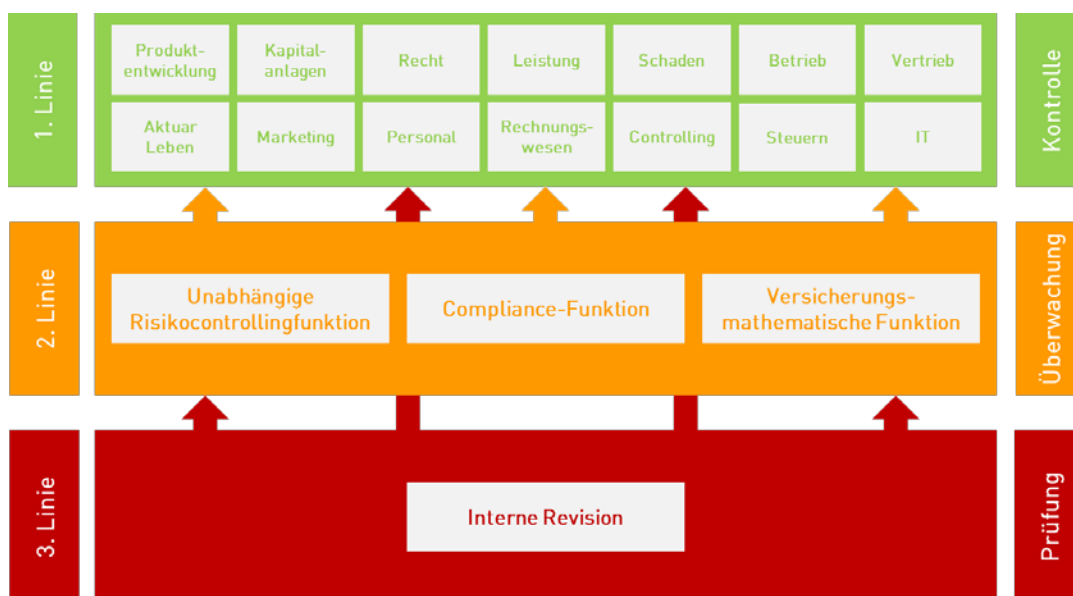 1. Linie
Produkt-
entwicklung
Kapital-
anlagen
Recht
Leistung
Schaden
Betrieb
Vertrieb
Aktuar
Leben
Marketing
Personal
Rechnungs-
wesen
Controlling
Steuern
IT
Kontrolle
2. Linie
Unabhängige
Risikocontrollingfunktion
Compliance-Funktion
Versicherungs-
mathematische Funktion
Überwachung
3. Linie
Interne Revision
Prüfung